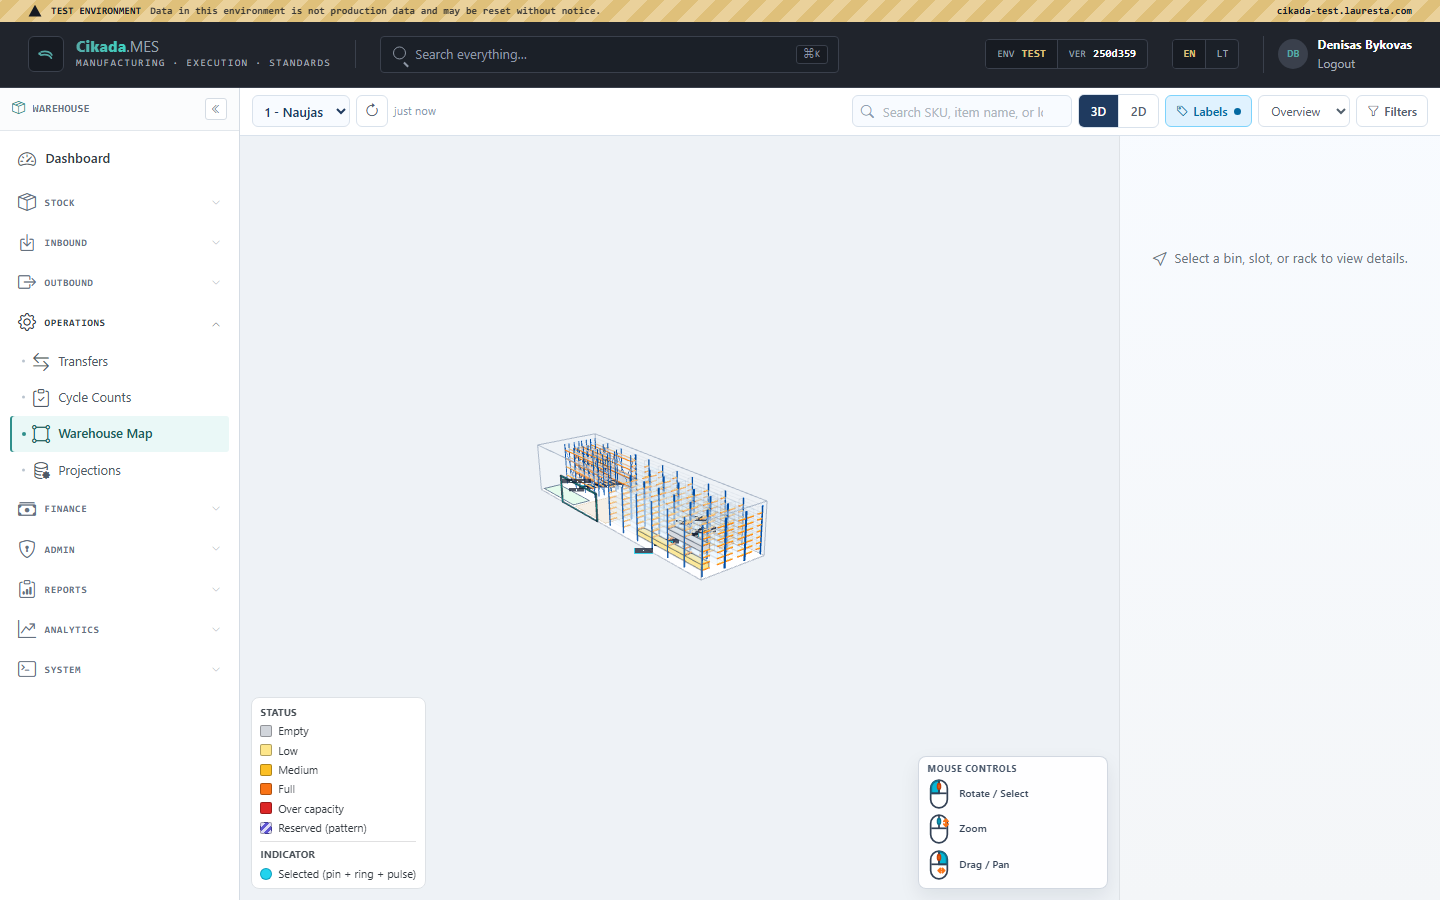 TEST ENVIRONMENT Data in this environment is not production data and may be reset without notice.
cikada-test.lauresta.com
Cikada.MES
MANUFACTURING · EXECUTION · STANDARDS
Search everything...
⌘K
ENV TEST
VER 250d359
EN
LT
DB
Denisas Bykovas
Logout
WAREHOUSE
1 - Naujas
just now
Search SKU, item name, or lo
3D
2D
Labels
Overview
Filters
Dashboard
STOCK
INBOUND
OUTBOUND
OPERATIONS
Transfers
Cycle Counts
Warehouse Map
Projections
FINANCE
ADMIN
REPORTS
ANALYTICS
SYSTEM
Select a bin, slot, or rack to view details.
STATUS
Empty
Low
Medium
Full
Over capacity
Reserved (pattern)
INDICATOR
Selected (pin + ring + pulse)
MOUSE CONTROLS
Rotate / Select
Zoom
Drag / Pan